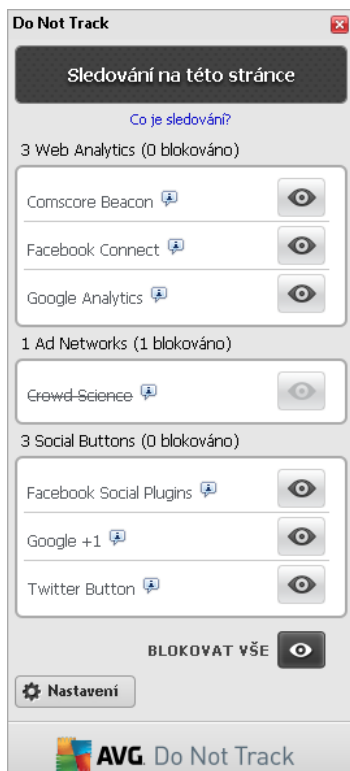 Do Not Track
Sledování na této stránce
Co je sledování?
3 Web Analytics (0 blokováno)
Comscore Beacon
Facebook Connect
Google Analytics
1 Ad Networks (1 blokováno)
Crowd Science
3 Social Buttons (0 blokováno)
Facebook Social Plugins
Google +1
Twitter Button
BLOKOVAT VŠE
Nastavení
AVG. Do Not Track